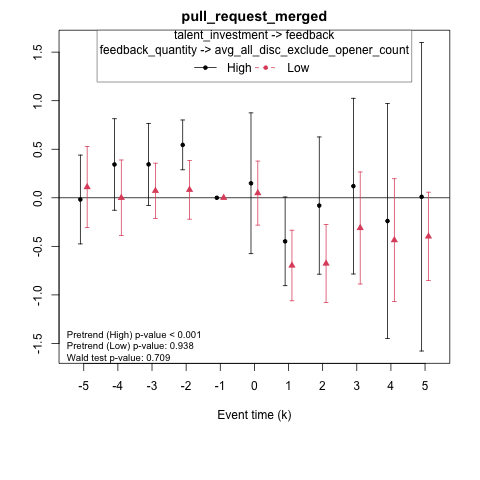 pull_request_merged
talent_investment -> feedback
feedback_quantity -> avg_all_disc_exclude_opener_count
High Low
1.5
1.0
0.5
0.0
-0.5
-1.0
-1.5
Pretrend (High) p-value < 0.001
Pretrend (Low) p-value: 0.938
Wald test p-value: 0.709
-5 -4 -3 -2 -1 0 1 2 3 4 5
Event time (k)